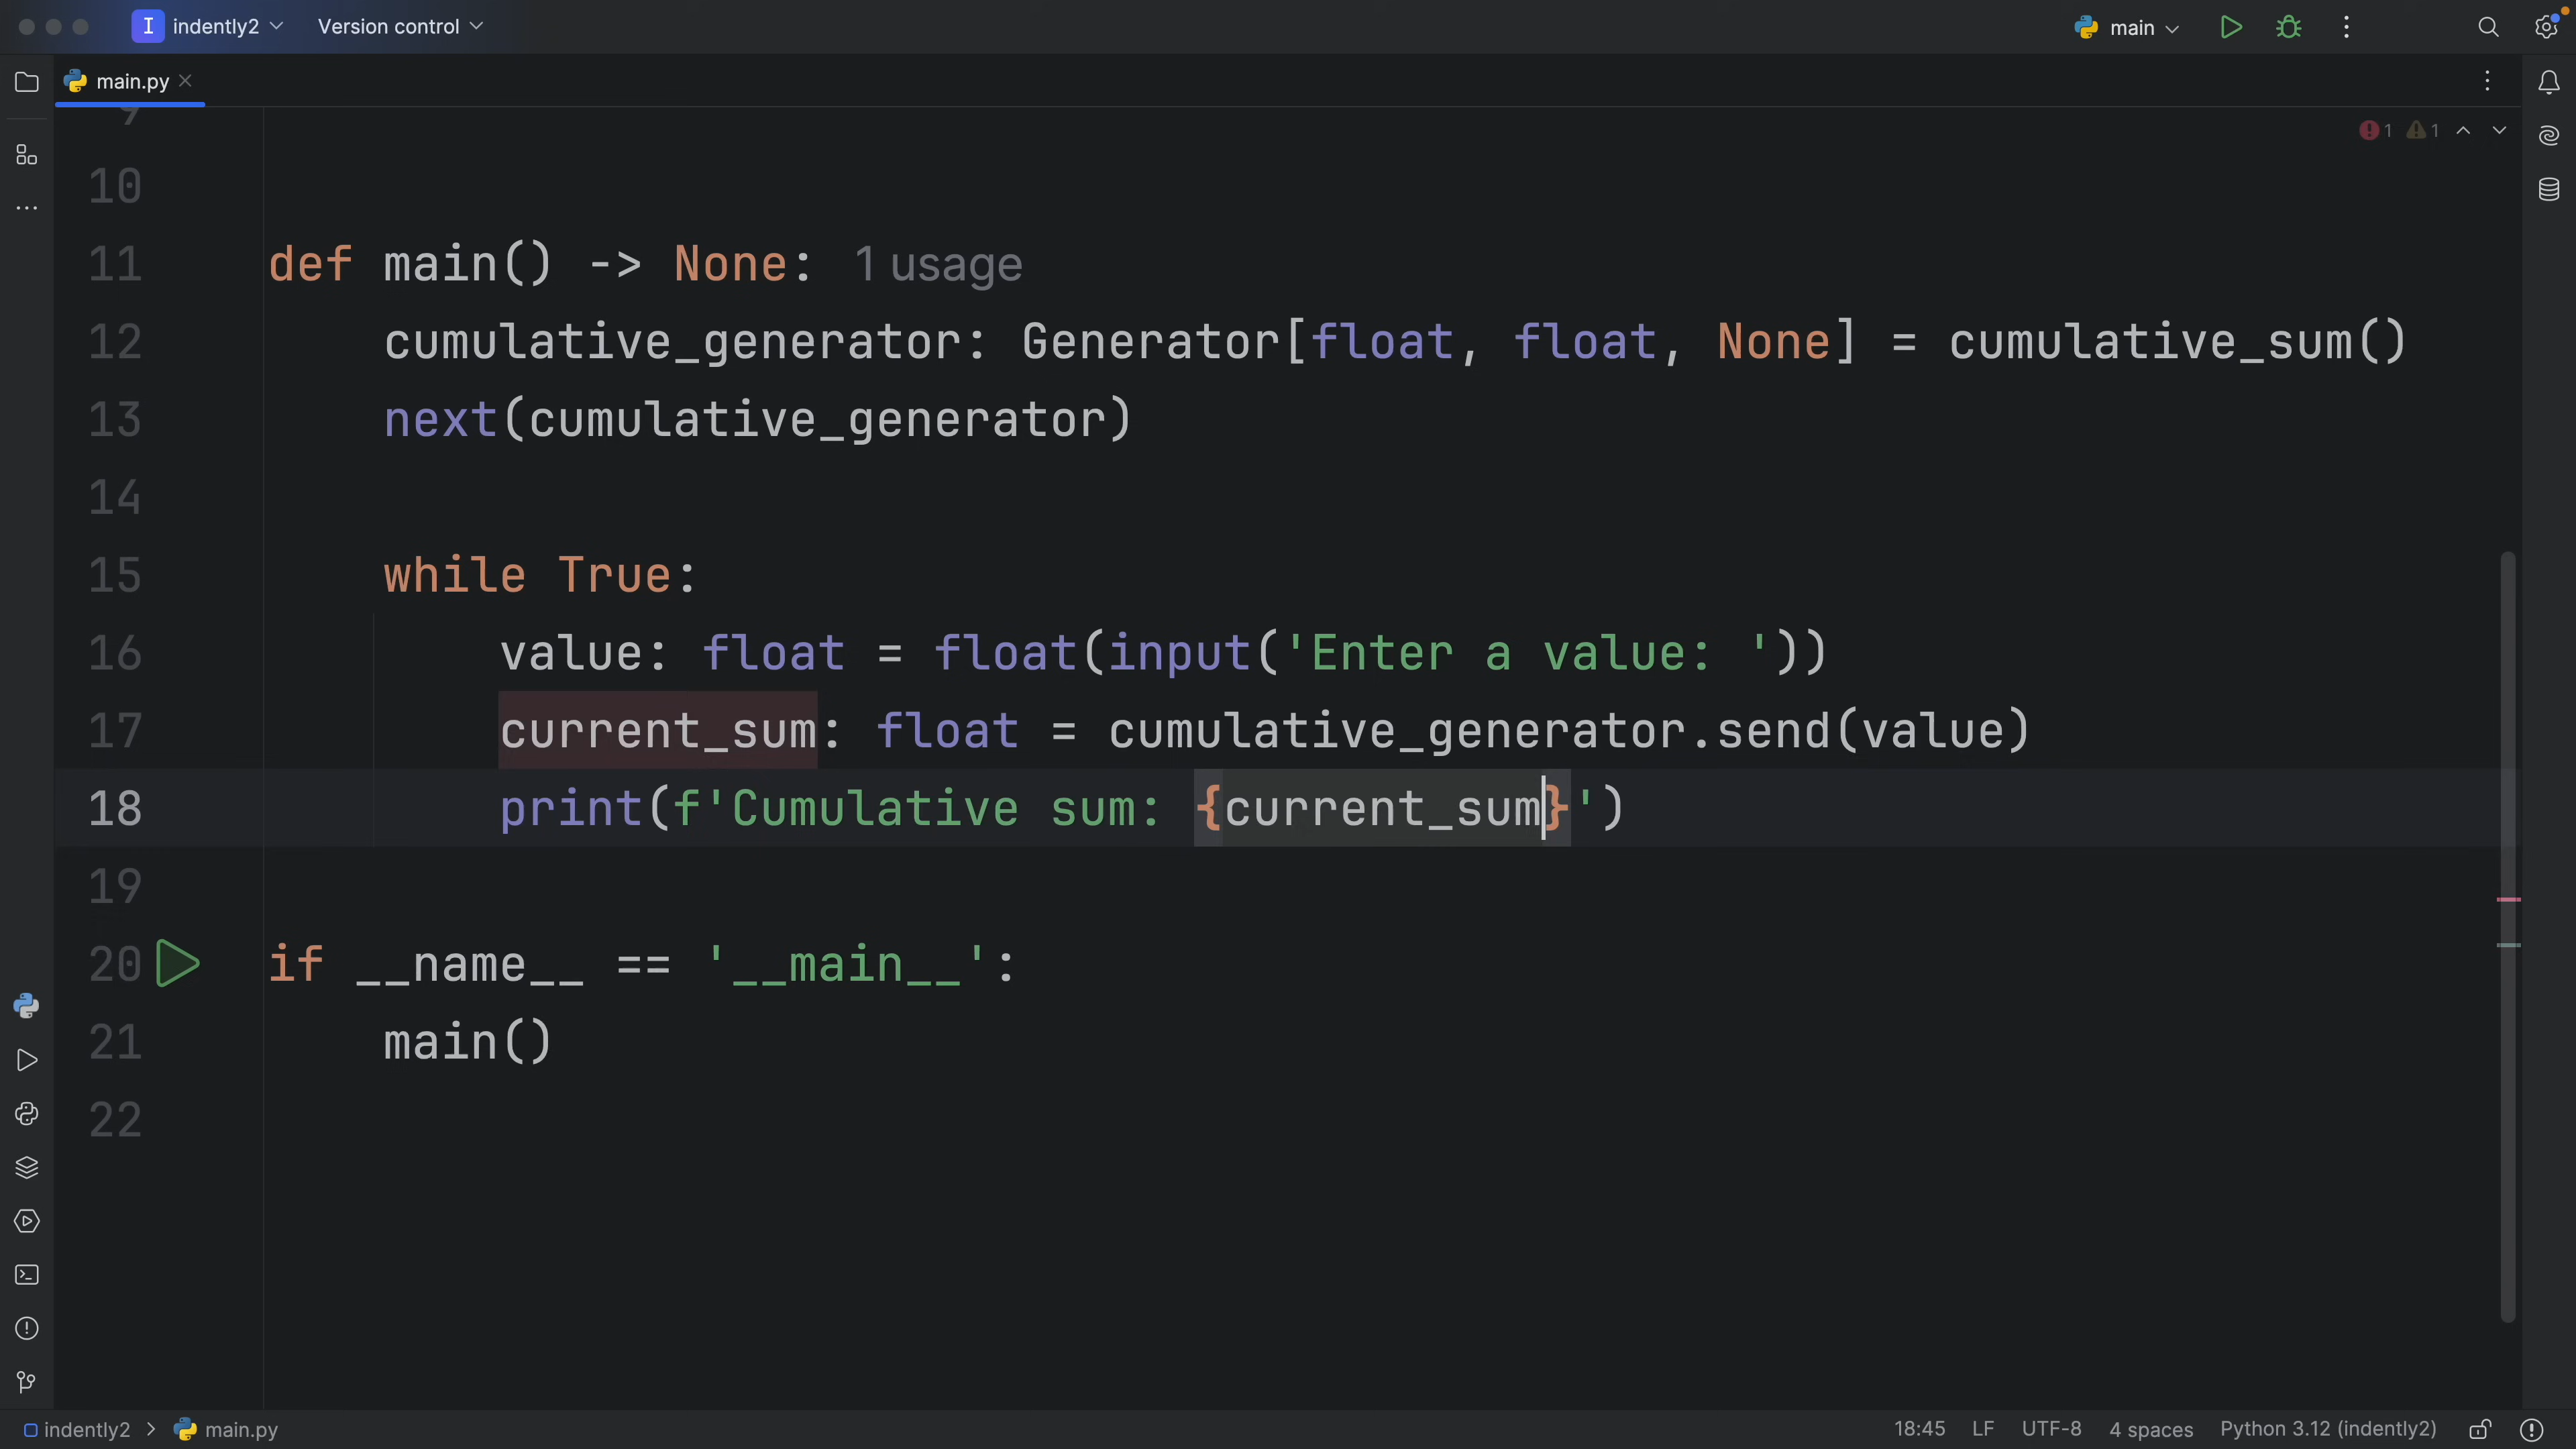 I indently2 Version control main
main.py
9
1 1
10
11 def main() -> None: 1 usage
12 cumulative_generator: Generator[float, float, None] = cumulative_sum()
13 next(cumulative_generator)
14
15 while True:
16 value: float = float(input('Enter a value: '))
17 current_sum: float = cumulative_generator.send(value)
18 print(f'Cumulative sum: {current_sum}')
19
20 if __name__ == '__main__':
21 main()
22
indently2 > main.py 18:45 LF UTF-8 4 spaces Python 3.12 (indently2)